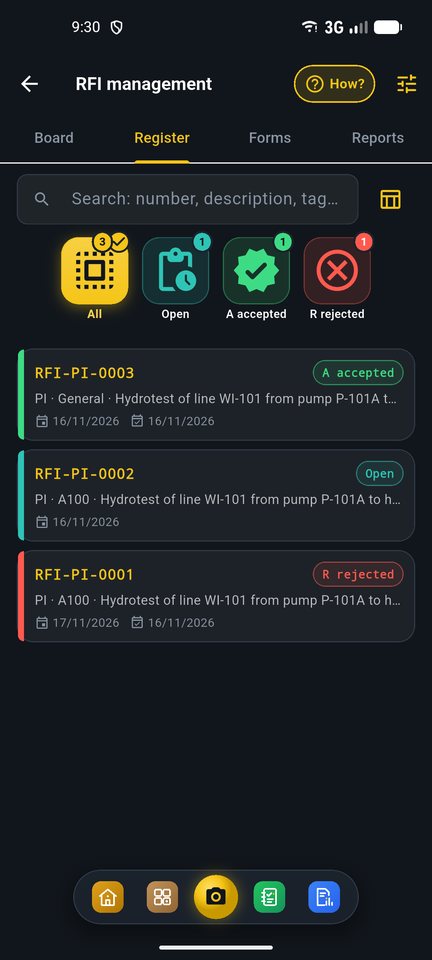 9:30
3G
RFI management
How?
Board
Register
Forms
Reports
Search: number, description, tag…
3
1
1
1
All
Open
A accepted
R rejected
RFI-PI-0003
A accepted
PI · General · Hydrotest of line WI-101 from pump P-101A t…
16/11/2026
16/11/2026
RFI-PI-0002
Open
PI · A100 · Hydrotest of line WI-101 from pump P-101A to h…
16/11/2026
RFI-PI-0001
R rejected
PI · A100 · Hydrotest of line WI-101 from pump P-101A to h…
17/11/2026
16/11/2026